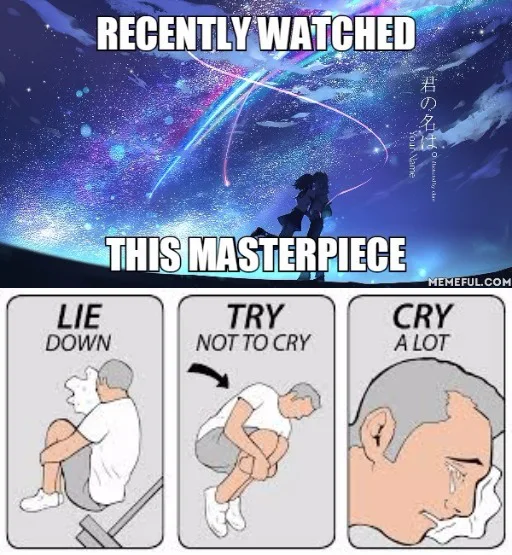 RECENTLY WATCHED
君の名は。
Your Name
THIS MASTERPIECE
MEMEFUL.COM
LIE
DOWN
TRY
NOT TO CRY
CRY
A LOT